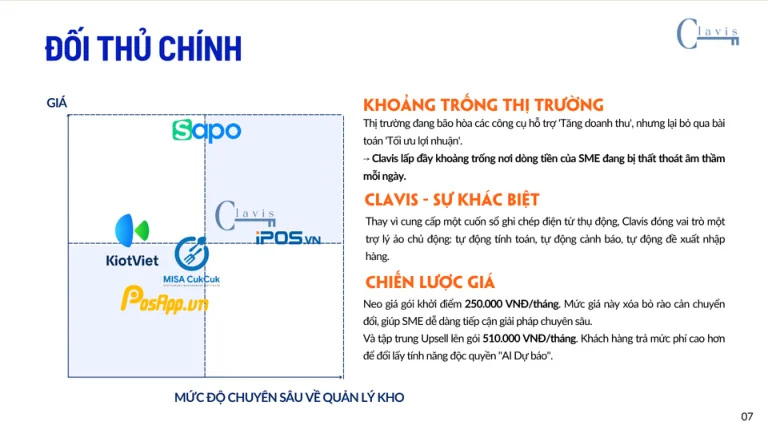 ĐỐI THỦ CHÍNH
Clavis
GIÁ
Sapo
Clavis
iPOS.VN
KiotViet
MISA CukCuk
PosApp.vn
MỨC ĐỘ CHUYÊN SÂU VỀ QUẢN LÝ KHO
KHOẢNG TRỐNG THỊ TRƯỜNG
Thị trường đang bão hòa các công cụ hỗ trợ 'Tăng doanh thu', nhưng lại bỏ qua bài
toán 'Tối ưu lợi nhuận'.
→ Clavis lấp đầy khoảng trống nơi dòng tiền của SME đang bị thất thoát âm thầm
mỗi ngày.
CLAVIS - SỰ KHÁC BIỆT
Thay vì cung cấp một cuốn sổ ghi chép điện tử thụ động, Clavis đóng vai trò một
trợ lý ảo chủ động: tự động tính toán, tự động cảnh báo, tự động đề xuất nhập
hàng.
CHIẾN LƯỢC GIÁ
Neo giá gói khởi điểm 250.000 VNĐ/tháng. Mức giá này xóa bỏ rào cản chuyển
đổi, giúp SME dễ dàng tiếp cận giải pháp chuyên sâu.
Và tập trung Upsell lên gói 510.000 VNĐ/tháng. Khách hàng trả mức phí cao hơn
để đổi lấy tính năng độc quyền "AI Dự báo".
07